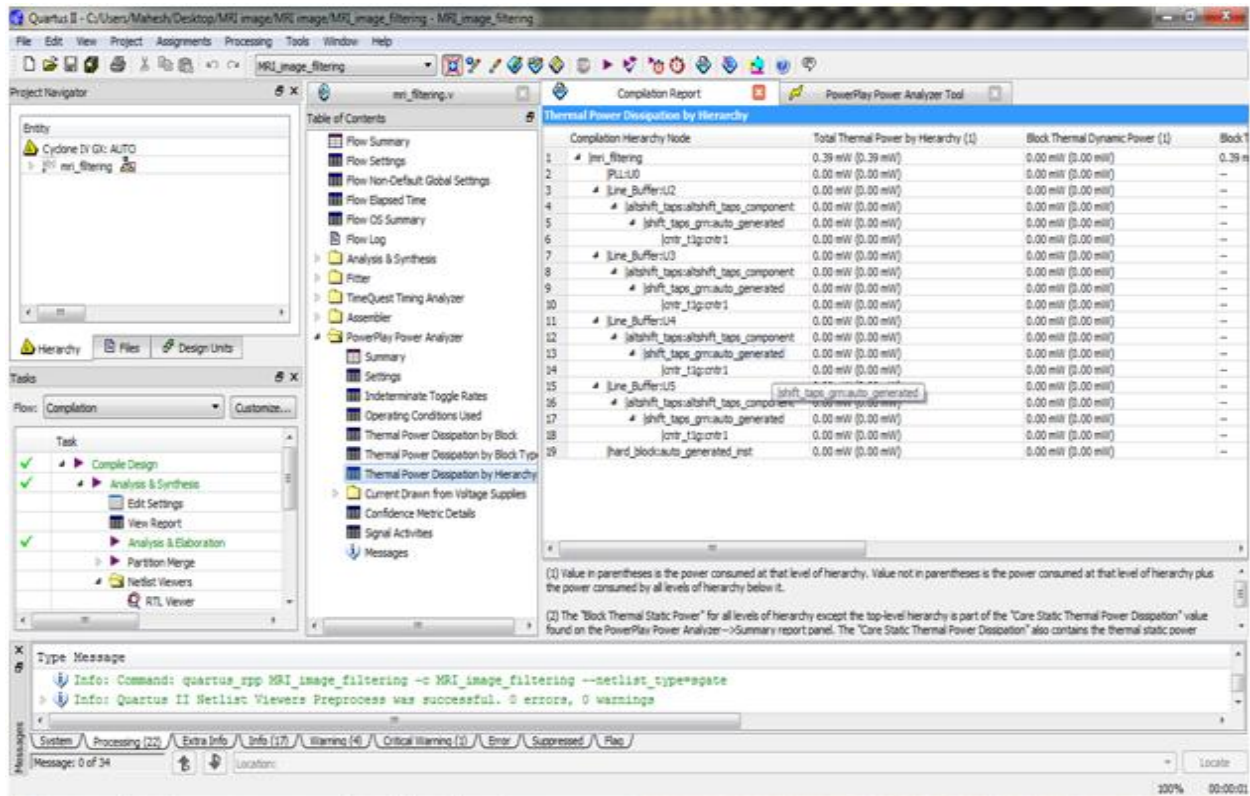 Quartus II - C:/Users/Mahesh/Desktop/MRI image/MRI image/MRI_image_filtering - MRI_image_filtering
File Edit View Project Assignments Processing Tools Window Help
MRI_image_filtering
Project Navigator
Entity
Cyclone IV GX: AUTO
mri_filtering
Hierarchy Files Design Units
Tasks
Flow: Compilation Customize...
Task
Compile Design
Analysis & Synthesis
Edit Settings
View Report
Analysis & Elaboration
Partition Merge
Netlist Viewers
RTL Viewer
mri_filtering.v
Compilation Report
PowerPlay Power Analyzer Tool
Table of Contents
Flow Summary
Flow Settings
Flow Non-Default Global Settings
Flow Elapsed Time
Flow OS Summary
Flow Log
Analysis & Synthesis
Fitter
TimeQuest Timing Analyzer
Assembler
PowerPlay Power Analyzer
Summary
Settings
Indeterminate Toggle Rates
Operating Conditions Used
Thermal Power Dissipation by Block
Thermal Power Dissipation by Block Type
Thermal Power Dissipation by Hierarchy
Current Drawn from Voltage Supplies
Confidence Metric Details
Signal Activities
Messages
Thermal Power Dissipation by Hierarchy
Compilation Hierarchy Node Total Thermal Power by Hierarchy (1) Block Thermal Dynamic Power (1) Block T
1 |mri_filtering 0.39 mW (0.39 mW) 0.00 mW (0.00 mW) 0.39 m
2 |PLL:U0 0.00 mW (0.00 mW) 0.00 mW (0.00 mW) --
3 |Line_Buffer:U2 0.00 mW (0.00 mW) 0.00 mW (0.00 mW) --
4 |altshift_taps:altshift_taps_component 0.00 mW (0.00 mW) 0.00 mW (0.00 mW) --
5 |shift_taps_grn:auto_generated 0.00 mW (0.00 mW) 0.00 mW (0.00 mW) --
6 |cntr_t1g:cntr1 0.00 mW (0.00 mW) 0.00 mW (0.00 mW) --
7 |Line_Buffer:U3 0.00 mW (0.00 mW) 0.00 mW (0.00 mW) --
8 |altshift_taps:altshift_taps_component 0.00 mW (0.00 mW) 0.00 mW (0.00 mW) --
9 |shift_taps_grn:auto_generated 0.00 mW (0.00 mW) 0.00 mW (0.00 mW) --
10 |cntr_t1g:cntr1 0.00 mW (0.00 mW) 0.00 mW (0.00 mW) --
11 |Line_Buffer:U4 0.00 mW (0.00 mW) 0.00 mW (0.00 mW) --
12 |altshift_taps:altshift_taps_component 0.00 mW (0.00 mW) 0.00 mW (0.00 mW) --
13 |shift_taps_grn:auto_generated 0.00 mW (0.00 mW) 0.00 mW (0.00 mW) --
14 |cntr_t1g:cntr1 0.00 mW (0.00 mW) 0.00 mW (0.00 mW) --
15 |Line_Buffer:U5 0.00 mW (0.00 mW) 0.00 mW (0.00 mW) --
|shift_taps_grn:auto_generated
16 |altshift_taps:altshift_taps_component 0.00 mW (0.00 mW) 0.00 mW (0.00 mW) --
17 |shift_taps_grn:auto_generated 0.00 mW (0.00 mW) 0.00 mW (0.00 mW) --
18 |cntr_t1g:cntr1 0.00 mW (0.00 mW) 0.00 mW (0.00 mW) --
19 |hard_block:auto_generated_inst 0.00 mW (0.00 mW) 0.00 mW (0.00 mW) --
(1) Value in parentheses is the power consumed at that level of hierarchy. Value not in parentheses is the power consumed at that level of hierarchy plus
the power consumed by all levels of hierarchy below it.
(2) The "Block Thermal Static Power" for all levels of hierarchy except the top-level hierarchy is part of the "Core Static Thermal Power Dissipation" value
found on the PowerPlay Power Analyzer-->Summary report panel. The "Core Static Thermal Power Dissipation" also contains the thermal static power
Type Message
Info: Command: quartus_rpp MRI_image_filtering -c MRI_image_filtering --netlist_type=sgate
Info: Quartus II Netlist Viewers Preprocess was successful. 0 errors, 0 warnings
System Processing (22) Extra Info Info (17) Warning (4) Critical Warning (1) Error Suppressed Flag
Messages
Message: 0 of 34 Location: Locate
100% 00:00:01